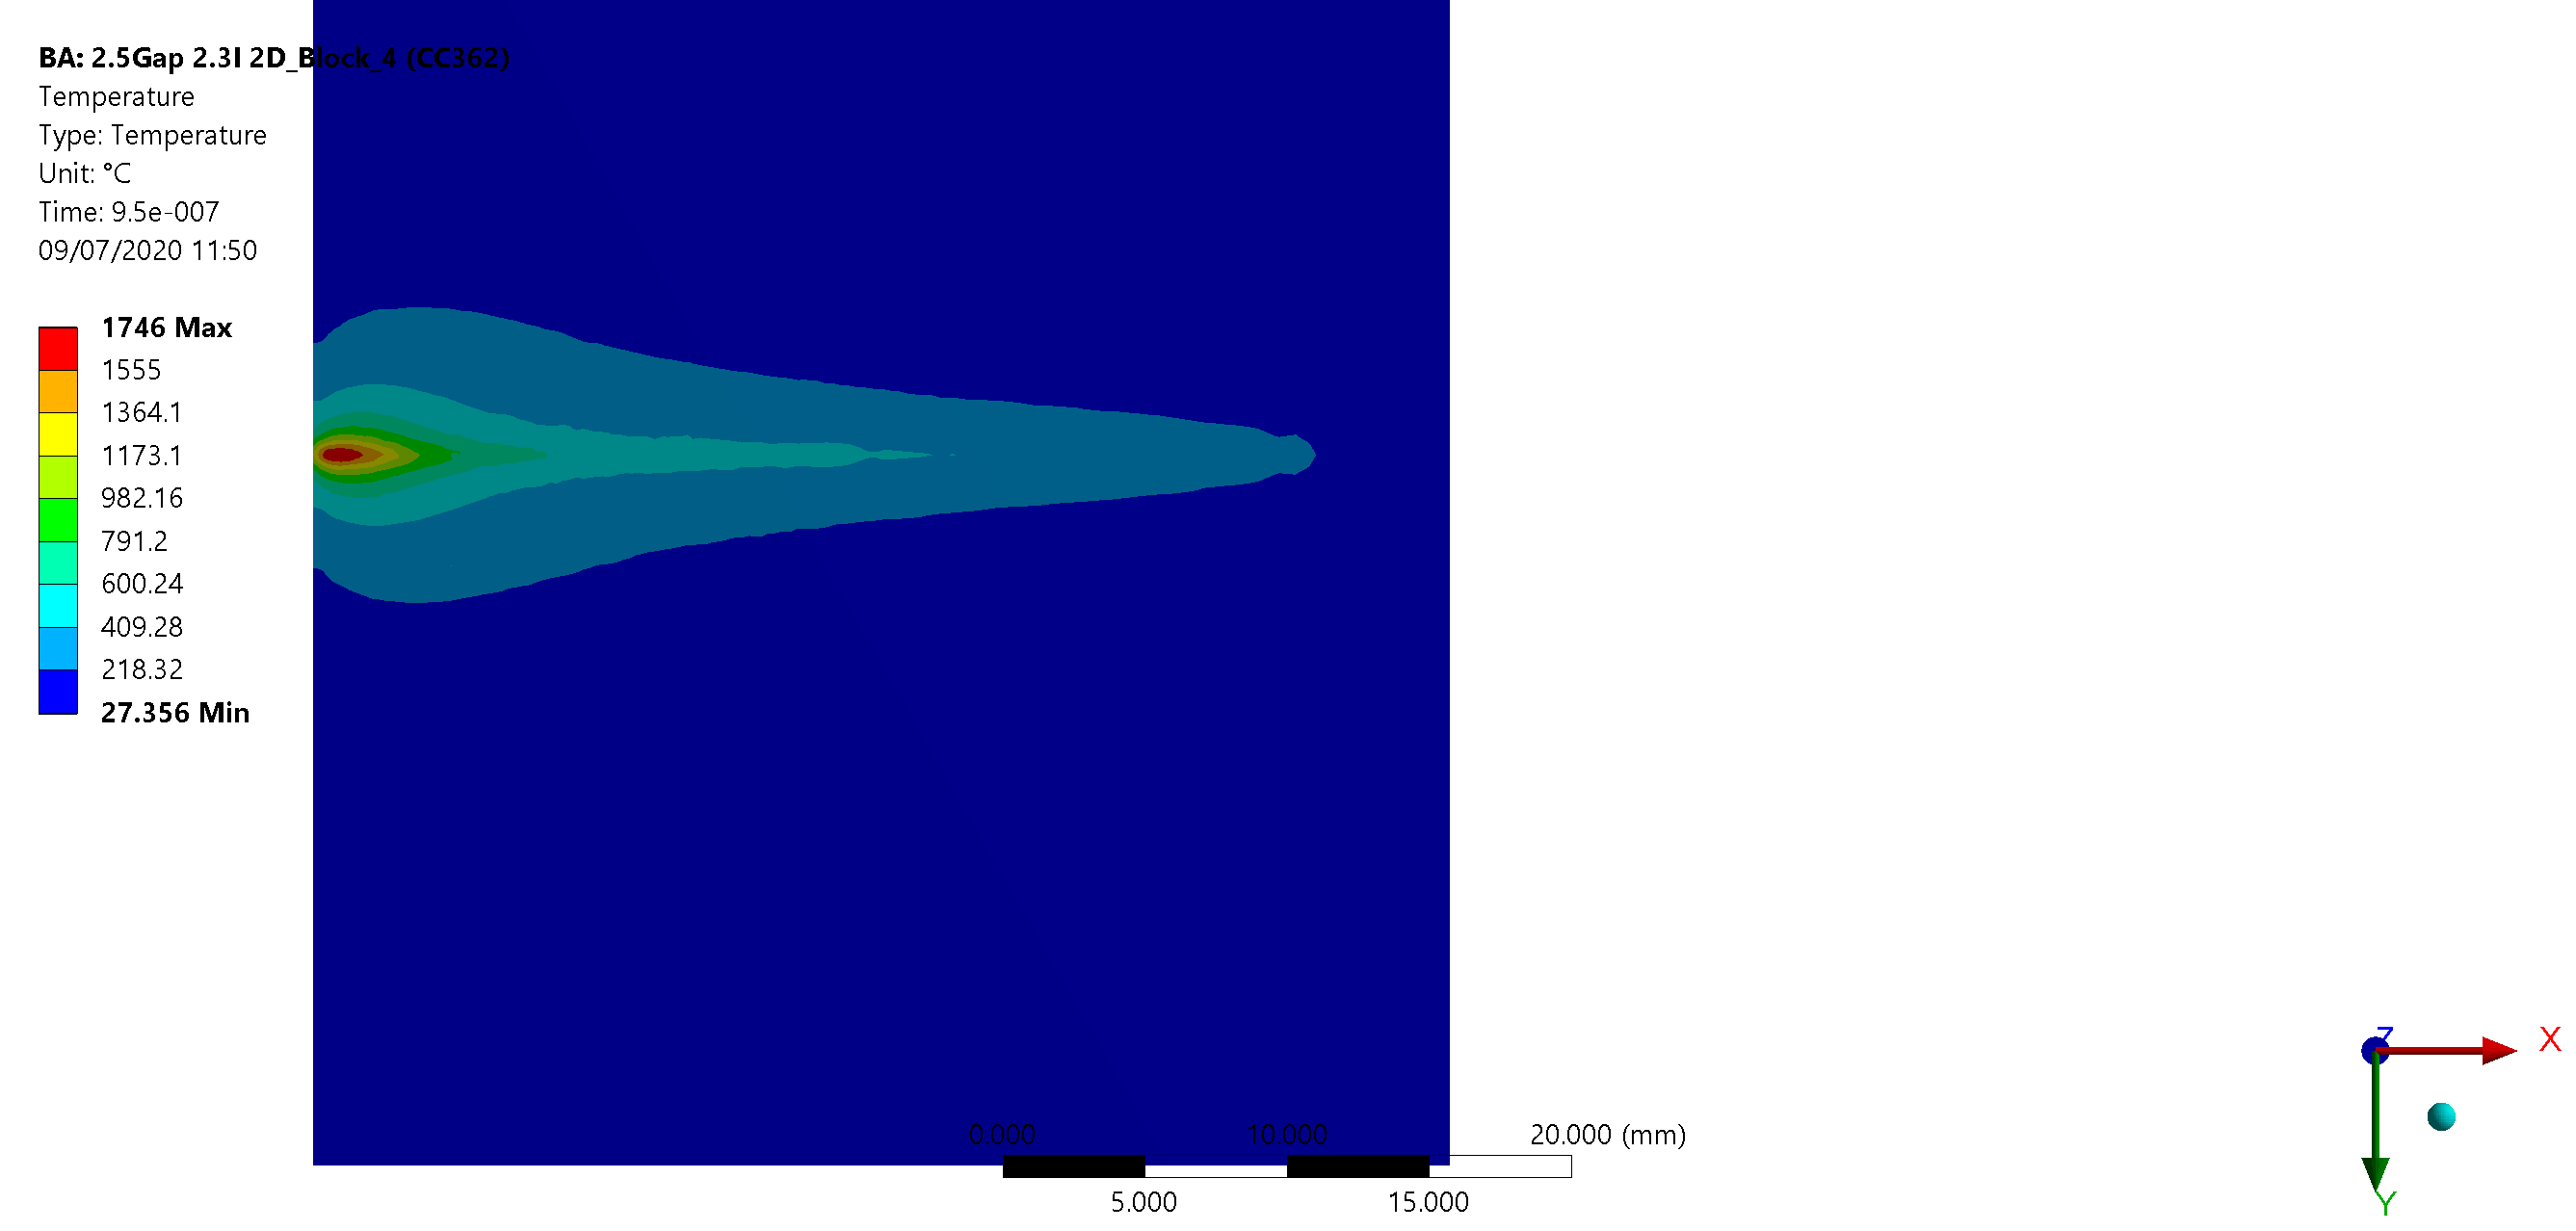 BA: 2.5Gap 2.3I 2D_Block_4 (CC362)
Temperature
Type: Temperature
Unit: °C
Time: 9.5e-007
09/07/2020 11:50
1746 Max
1555
1364.1
1173.1
982.16
791.2
600.24
409.28
218.32
27.356 Min
0.000 10.000 20.000 (mm)
5.000 15.000
Z
X
Y